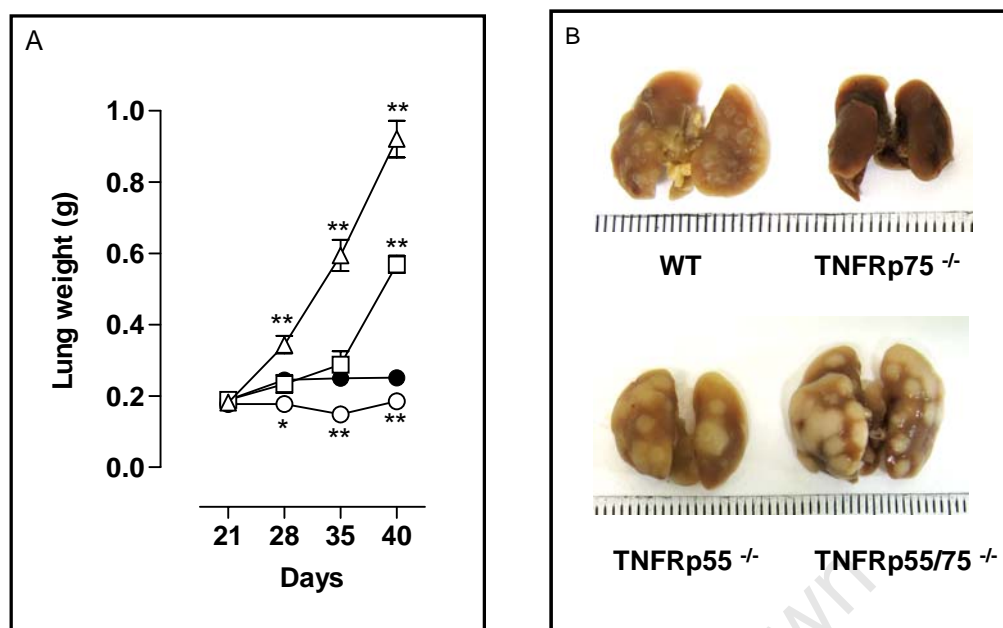 A
1.0
0.8
0.6
0.4
0.2
0.0
Lung weight (g)
**
**
**
**
**
*
**
**
21 28 35 40
Days
B
WT TNFRp75 -/-
TNFRp55 -/- TNFRp55/75 -/-
wn